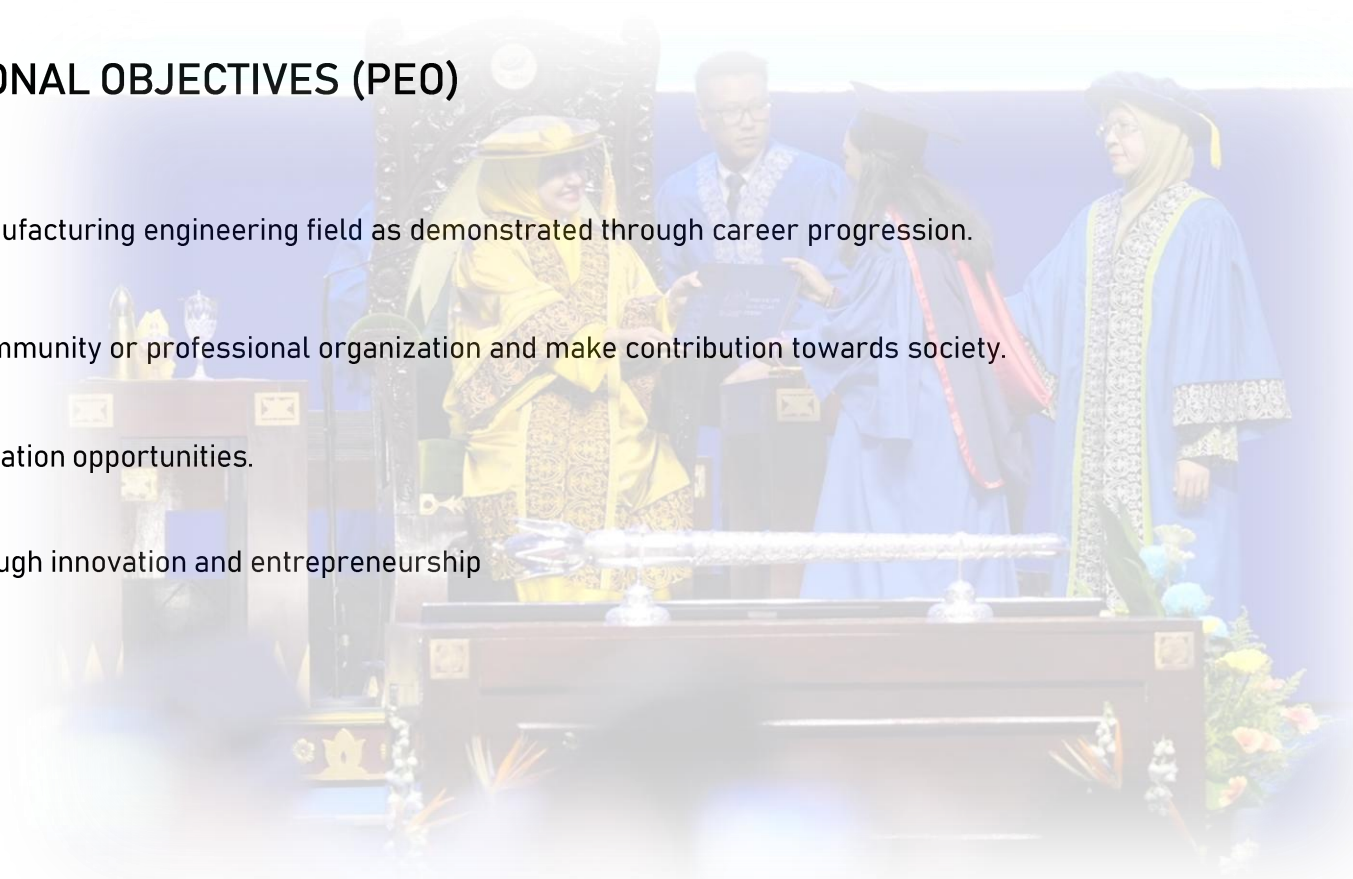 ONAL OBJECTIVES (PEO)
ufacturing engineering field as demonstrated through career progression.
mmunity or professional organization and make contribution towards society.
ation opportunities.
ugh innovation and entrepreneurship